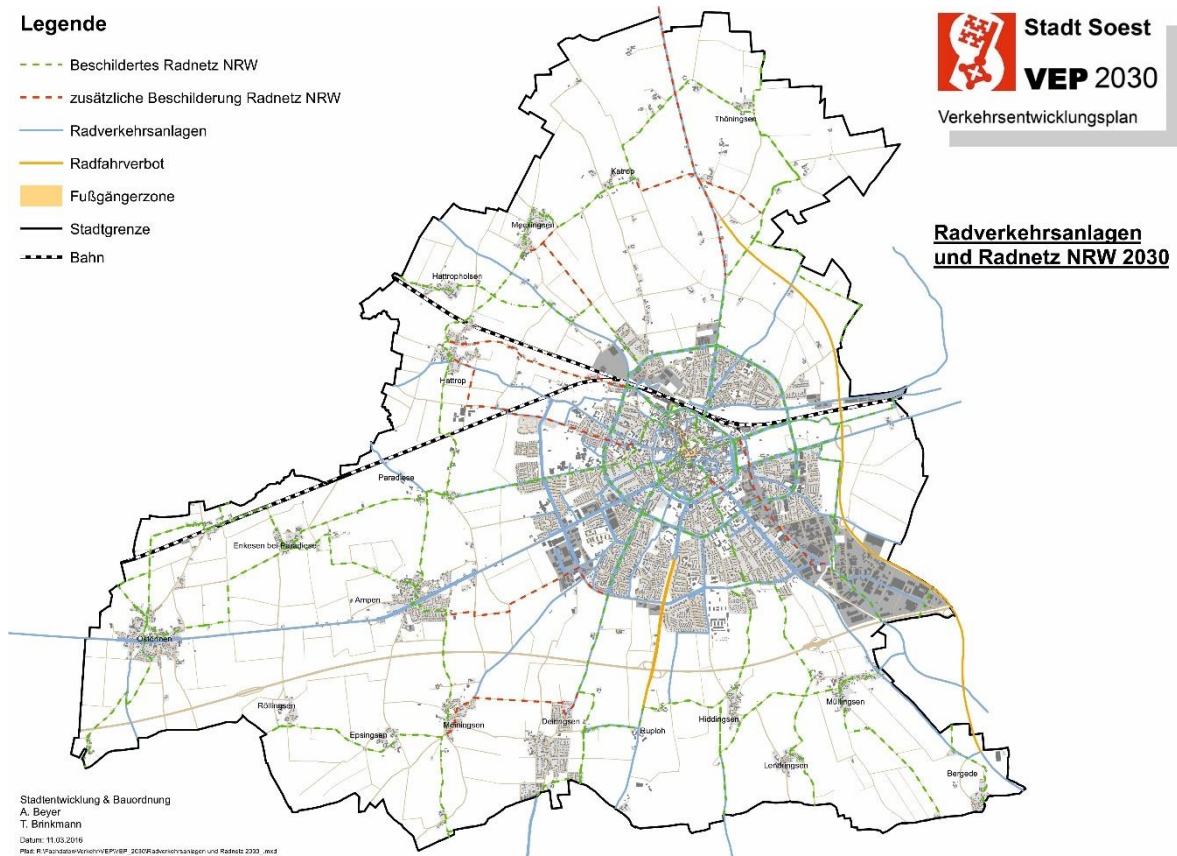 Legende
Beschildertes Radnetz NRW
zusätzliche Beschilderung Radnetz NRW
Radverkehrsanlagen
Radfahrverbot
Fußgängerzone
Stadtgrenze
Bahn
Stadt Soest
VEP 2030
Verkehrsentwicklungsplan
Radverkehrsanlagen
und Radnetz NRW 2030
Thöningsen
Katrop
Meckingsen
Hattropholsen
Hattrop
Paradiese
Enkesen bei Paradiese
Ampen
Ostönnen
Röllingsen
Epsingsen
Meiningsen
Deiringsen
Ruploh
Hiddingsen
Müllingsen
Lendringsen
Bergede
Stadtentwicklung & Bauordnung
A. Beyer
T. Brinkmann
Datum: 11.03.2016